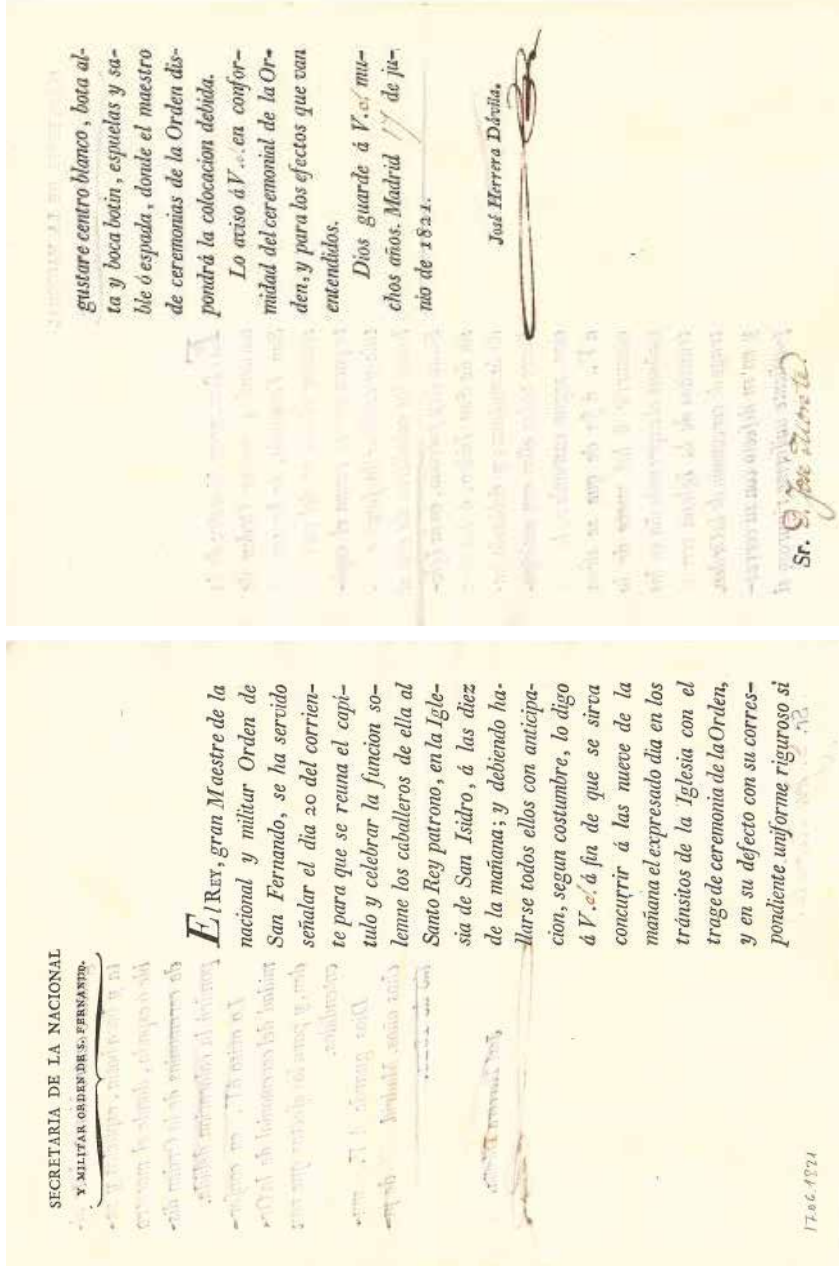 SECRETARIA DE LA NACIONAL
Y MILITAR ORDEN DE S. FERNANDO.
El REY, gran Maestre de la
nacional y militar Orden de
San Fernando, se ha servido
señalar el dia 20 del corrien-
te para que se reuna el capí-
tulo y celebrar la funcion so-
lemne los caballeros de ella al
Santo Rey patrono, en la Igle-
sia de San Isidro, á las diez
de la mañana; y debiendo ha-
llarse todos ellos con anticipa-
cion, segun costumbre, lo digo
á V. á fin de que se sirva
concurrir á las nueve de la
mañana el expresado dia en los
tránsitos de la Iglesia con el
trage de ceremonia de la Orden,
y en su defecto con su corres-
pondiente uniforme riguroso si
17.06.1821
gustare centro blanco, bota al-
ta y boca botin, espuelas y sa-
ble ó espada, donde el maestro
de ceremonias de la Orden dis-
pondrá la colocacion debida.
Lo aviso á V. en confor-
midad del ceremonial de la Or-
den, y para los efectos que van
entendidos.
Dios guarde á V. mu-
chos años. Madrid 17 de ju-
nio de 1821.
José Herrera Dávila.
Sr. D. Jose